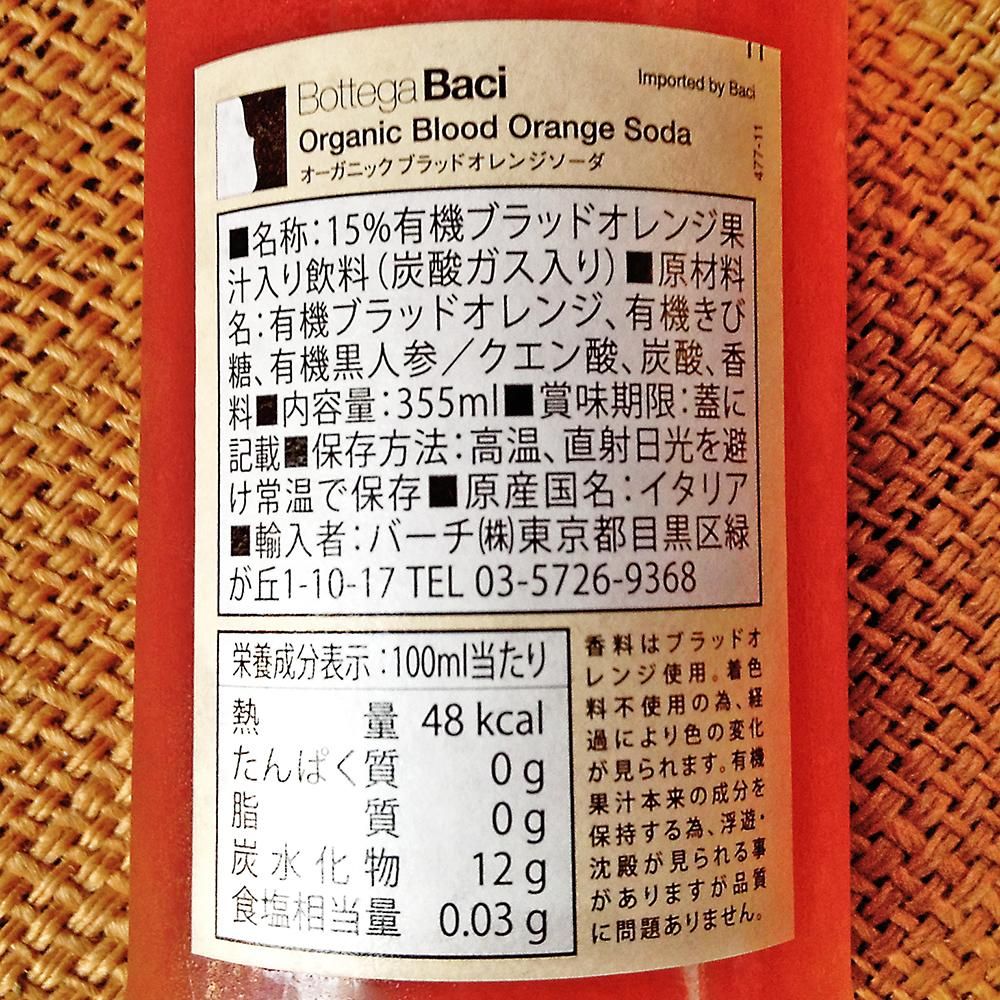 Bottega Baci
Imported by Baci
Organic Blood Orange Soda
オーガニックブラッドオレンジソーダ
477-11
■名称：15%有機ブラッドオレンジ果
汁入り飲料（炭酸ガス入り）■原材料
名：有機ブラッドオレンジ、有機きび
糖、有機黒人参／クエン酸、炭酸、香
料■内容量：355ml■賞味期限：蓋に
記載■保存方法：高温、直射日光を避
け常温で保存■原産国名：イタリア
■輸入者：バーチ㈱東京都目黒区緑
が丘1-10-17 TEL 03-5726-9368
栄養成分表示：100ml当たり
熱量 48 kcal
たんぱく質 0 g
脂質 0 g
炭水化物 12 g
食塩相当量 0.03 g
香料はブラッドオ
レンジ使用。着色
料不使用の為、経
過により色の変化
が見られます。有機
果汁本来の成分を
保持する為、浮遊・
沈殿が見られる事
がありますが品質
に問題ありません。